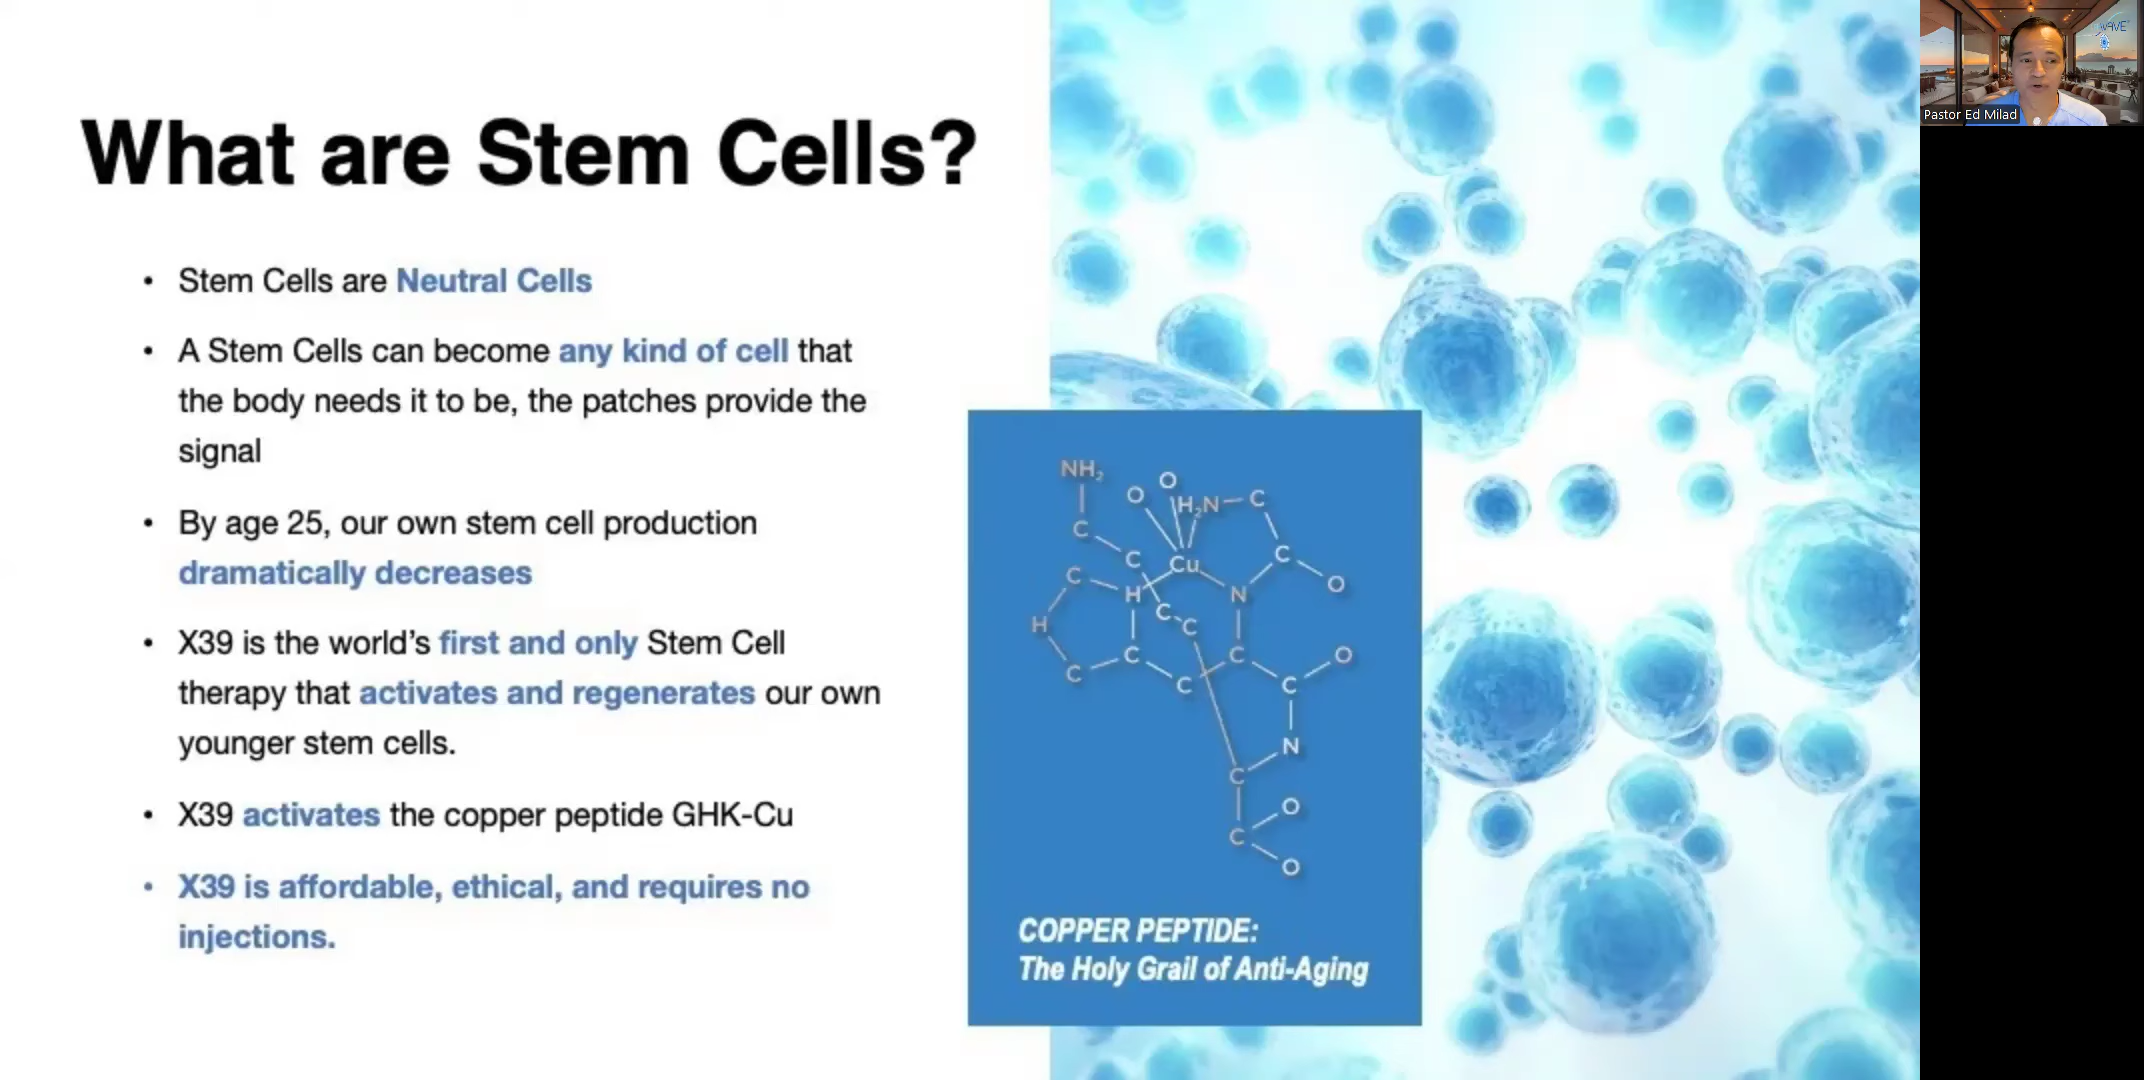 What are Stem Cells?
• Stem Cells are Neutral Cells
• A Stem Cells can become any kind of cell that
the body needs it to be, the patches provide the
signal
• By age 25, our own stem cell production
dramatically decreases
• X39 is the world's first and only Stem Cell
therapy that activates and regenerates our own
younger stem cells.
• X39 activates the copper peptide GHK-Cu
• X39 is affordable, ethical, and requires no
injections.
NH₂
O
O
H₂N
C
C
C
C
Cu
C
O
C
H
N
C
H
C
C
C
O
C
C
C
N
C
O
C
O
COPPER PEPTIDE:
The Holy Grail of Anti-Aging
Pastor Ed Milad